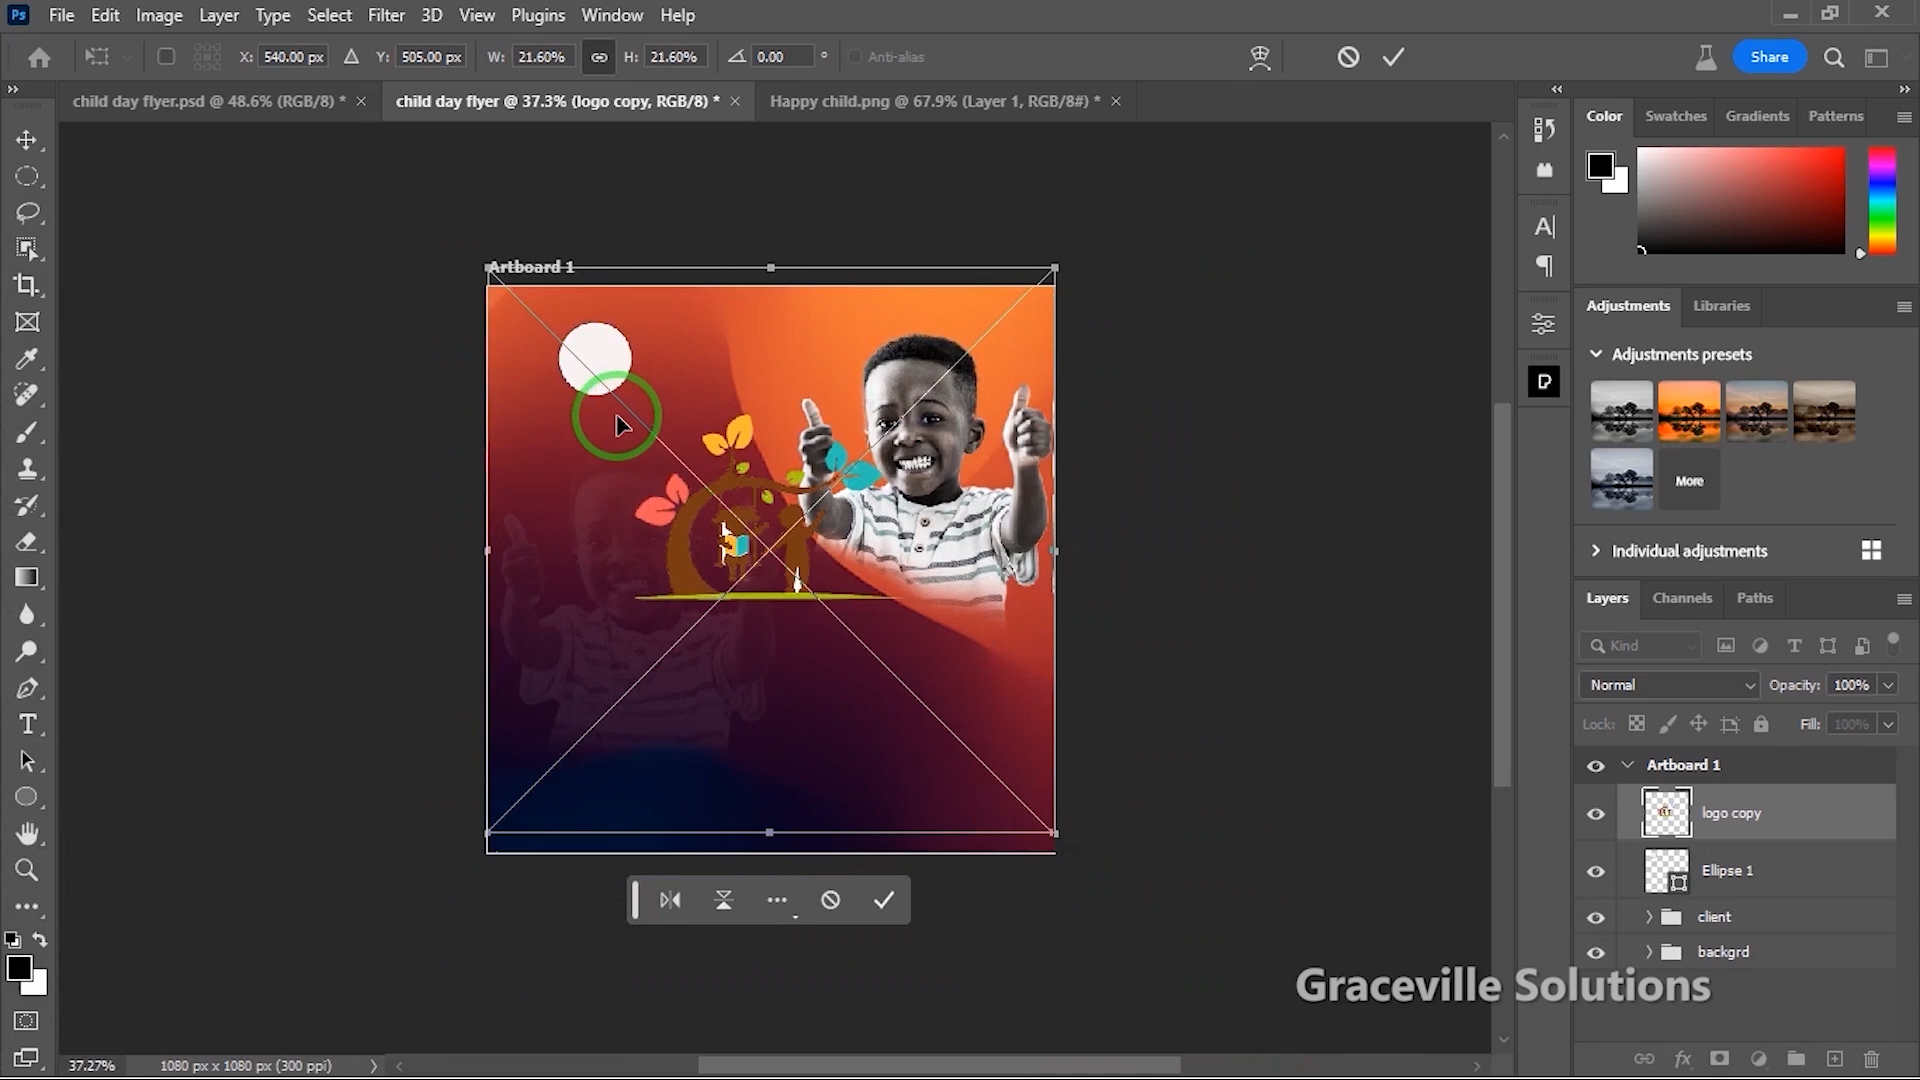 Ps File Edit Image Layer Type Select Filter 3D View Plugins Window Help
X: 540.00 px Y: 505.00 px W: 21.60% H: 21.60% 0.00 ° Anti-alias Share
child day flyer.psd @ 48.6% (RGB/8) * × child day flyer @ 37.3% (logo copy, RGB/8) * × Happy child.png @ 67.9% (Layer 1, RGB/8#) * ×
Color Swatches Gradients Patterns
Artboard 1
Adjustments Libraries
Adjustments presets
More
Individual adjustments
Layers Channels Paths
Kind
Normal Opacity: 100%
Lock: Fill: 100%
Artboard 1
logo copy
Ellipse 1
client
backgrd
Graceville Solutions
37.27% 1080 px x 1080 px (300 ppi)